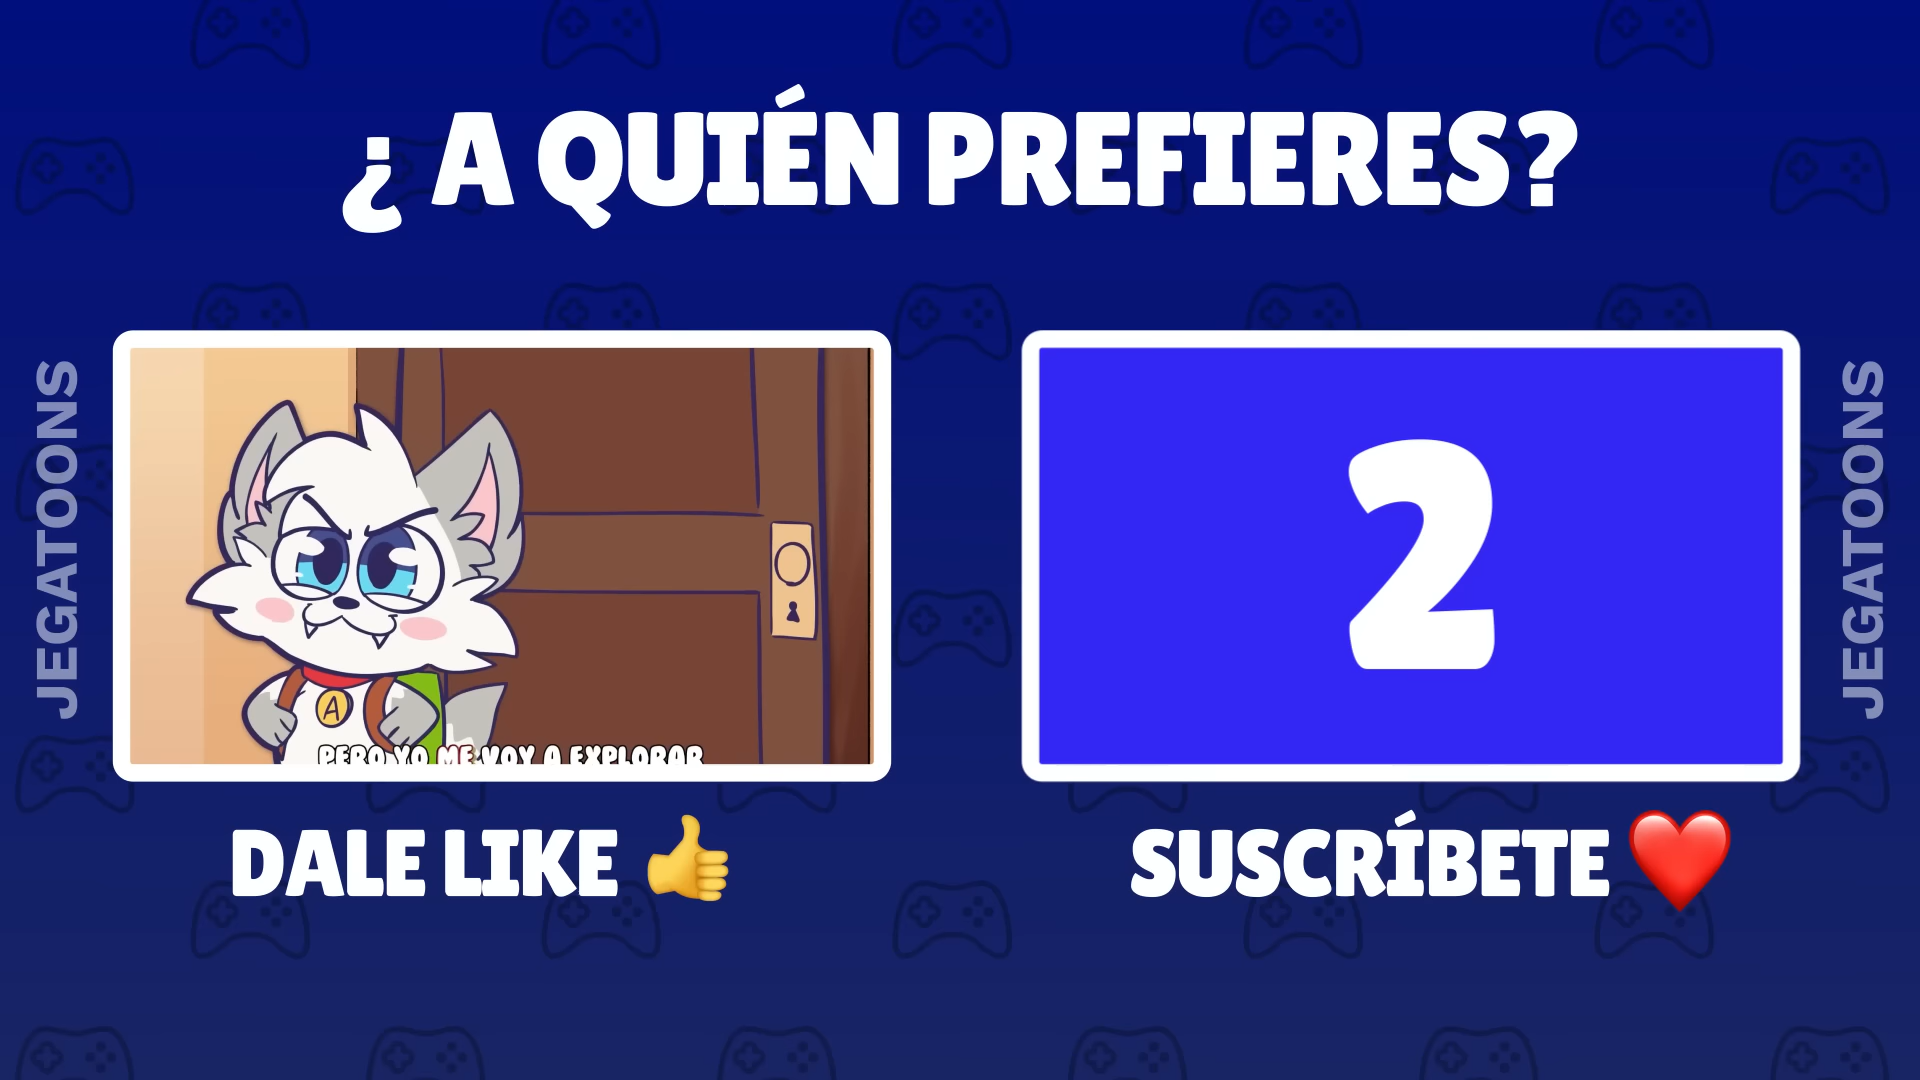 ¿ A QUIÉN PREFIERES?
JEGATOONS
A
PERO YO ME VOY A EXPLORAR
2
JEGATOONS
DALE LIKE 👍
SUSCRÍBETE ❤️